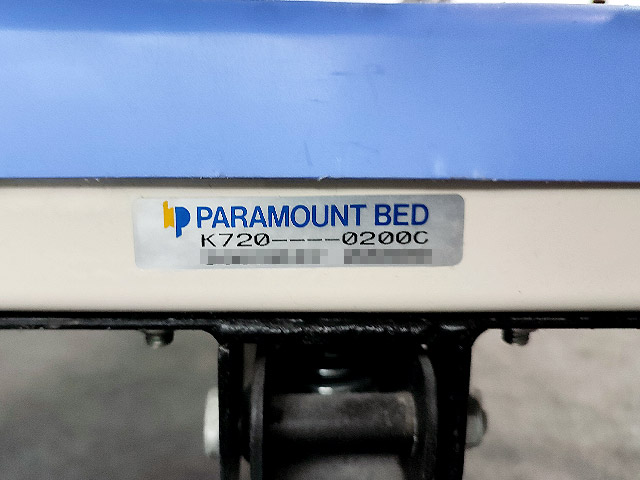 PARAMOUNT BED
K720----0200C